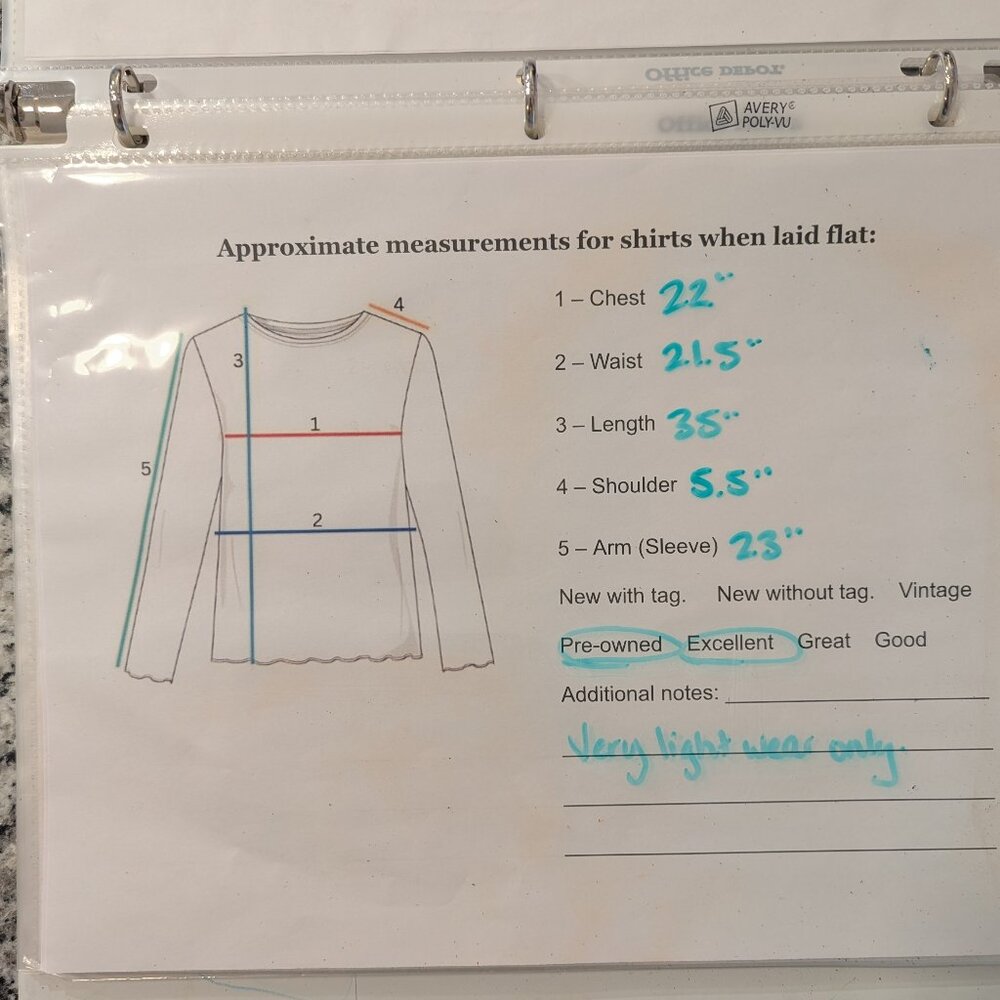 Office DEPOT.
AVERY®
POLY-VU
Approximate measurements for shirts when laid flat:
4
1 – Chest 22"
3
2 – Waist 21.5"
1
3 – Length 35"
5
4 – Shoulder 5.5"
2
5 – Arm (Sleeve) 23"
New with tag. New without tag. Vintage
Pre-owned Excellent Great Good
Additional notes:
Very light wear only.